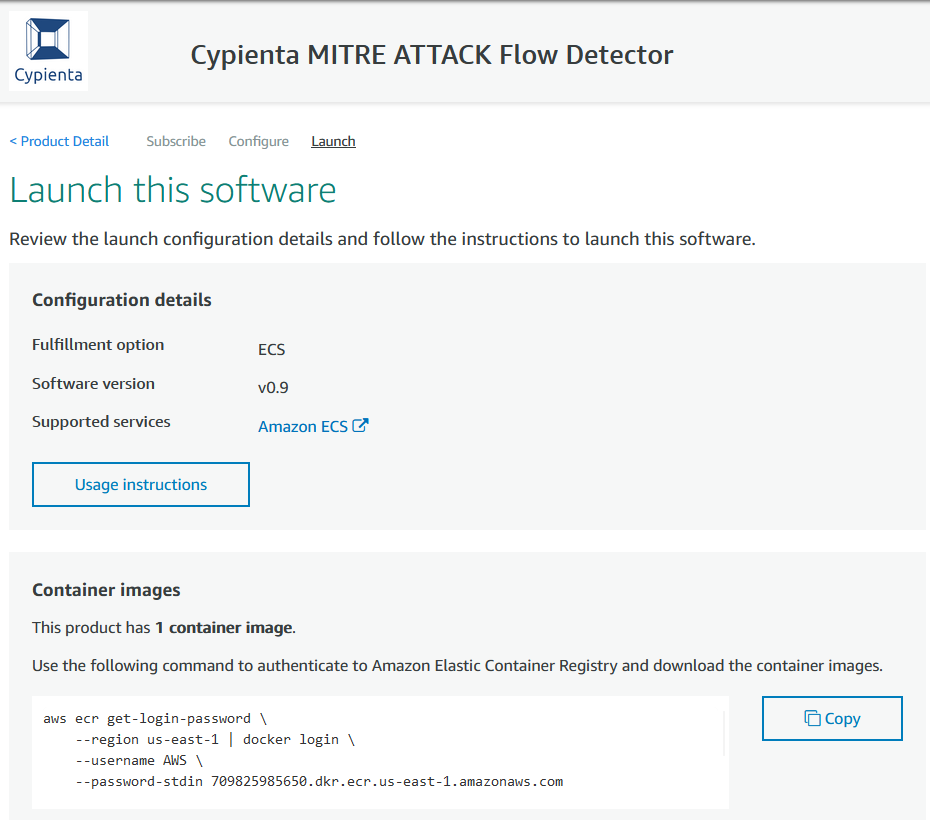 Cypienta
Cypienta MITRE ATTACK Flow Detector
< Product Detail Subscribe Configure Launch
Launch this software
Review the launch configuration details and follow the instructions to launch this software.
Configuration details
Fulfillment option ECS
Software version v0.9
Supported services Amazon ECS
Usage instructions
Container images
This product has 1 container image.
Use the following command to authenticate to Amazon Elastic Container Registry and download the container images.
aws ecr get-login-password \
--region us-east-1 | docker login \
--username AWS \
--password-stdin 709825985650.dkr.ecr.us-east-1.amazonaws.com
Copy